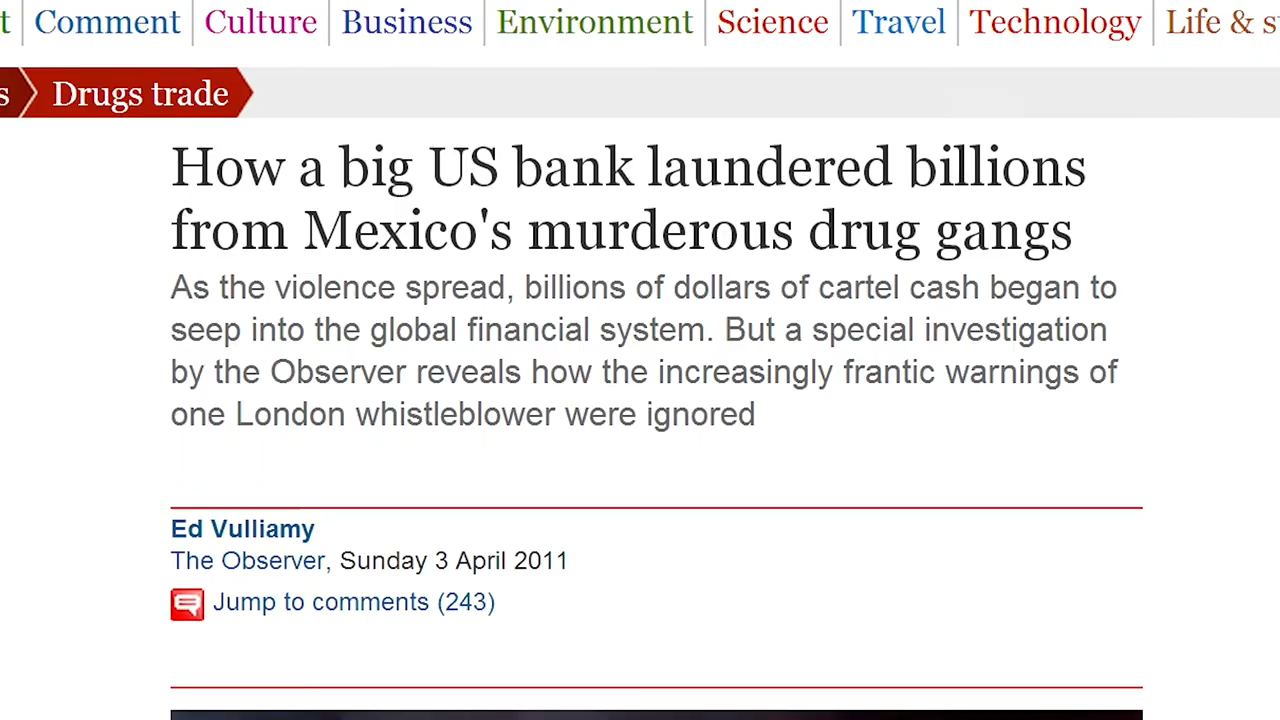 t Comment Culture Business Environment Science Travel Technology Life & s
s Drugs trade
How a big US bank laundered billions
from Mexico's murderous drug gangs
As the violence spread, billions of dollars of cartel cash began to
seep into the global financial system. But a special investigation
by the Observer reveals how the increasingly frantic warnings of
one London whistleblower were ignored
Ed Vulliamy
The Observer, Sunday 3 April 2011
Jump to comments (243)